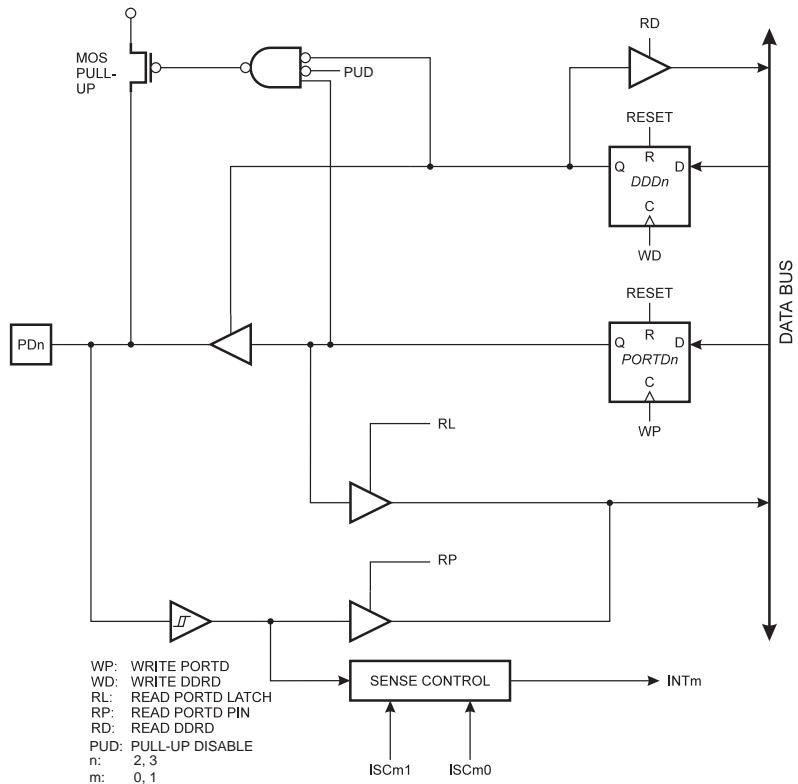 RD
MOS
PULL-
UP
PUD
RESET
R
Q
D
DDDn
C
WD
DATA BUS
RESET
R
PDn
Q
D
PORTDn
C
WP
RL
RP
WP: WRITE PORTD
WD: WRITE DDRD
RL: READ PORTD LATCH
RP: READ PORTD PIN
RD: READ DDRD
PUD: PULL-UP DISABLE
n: 2, 3
m: 0, 1
SENSE CONTROL
INTm
ISCm1
ISCm0